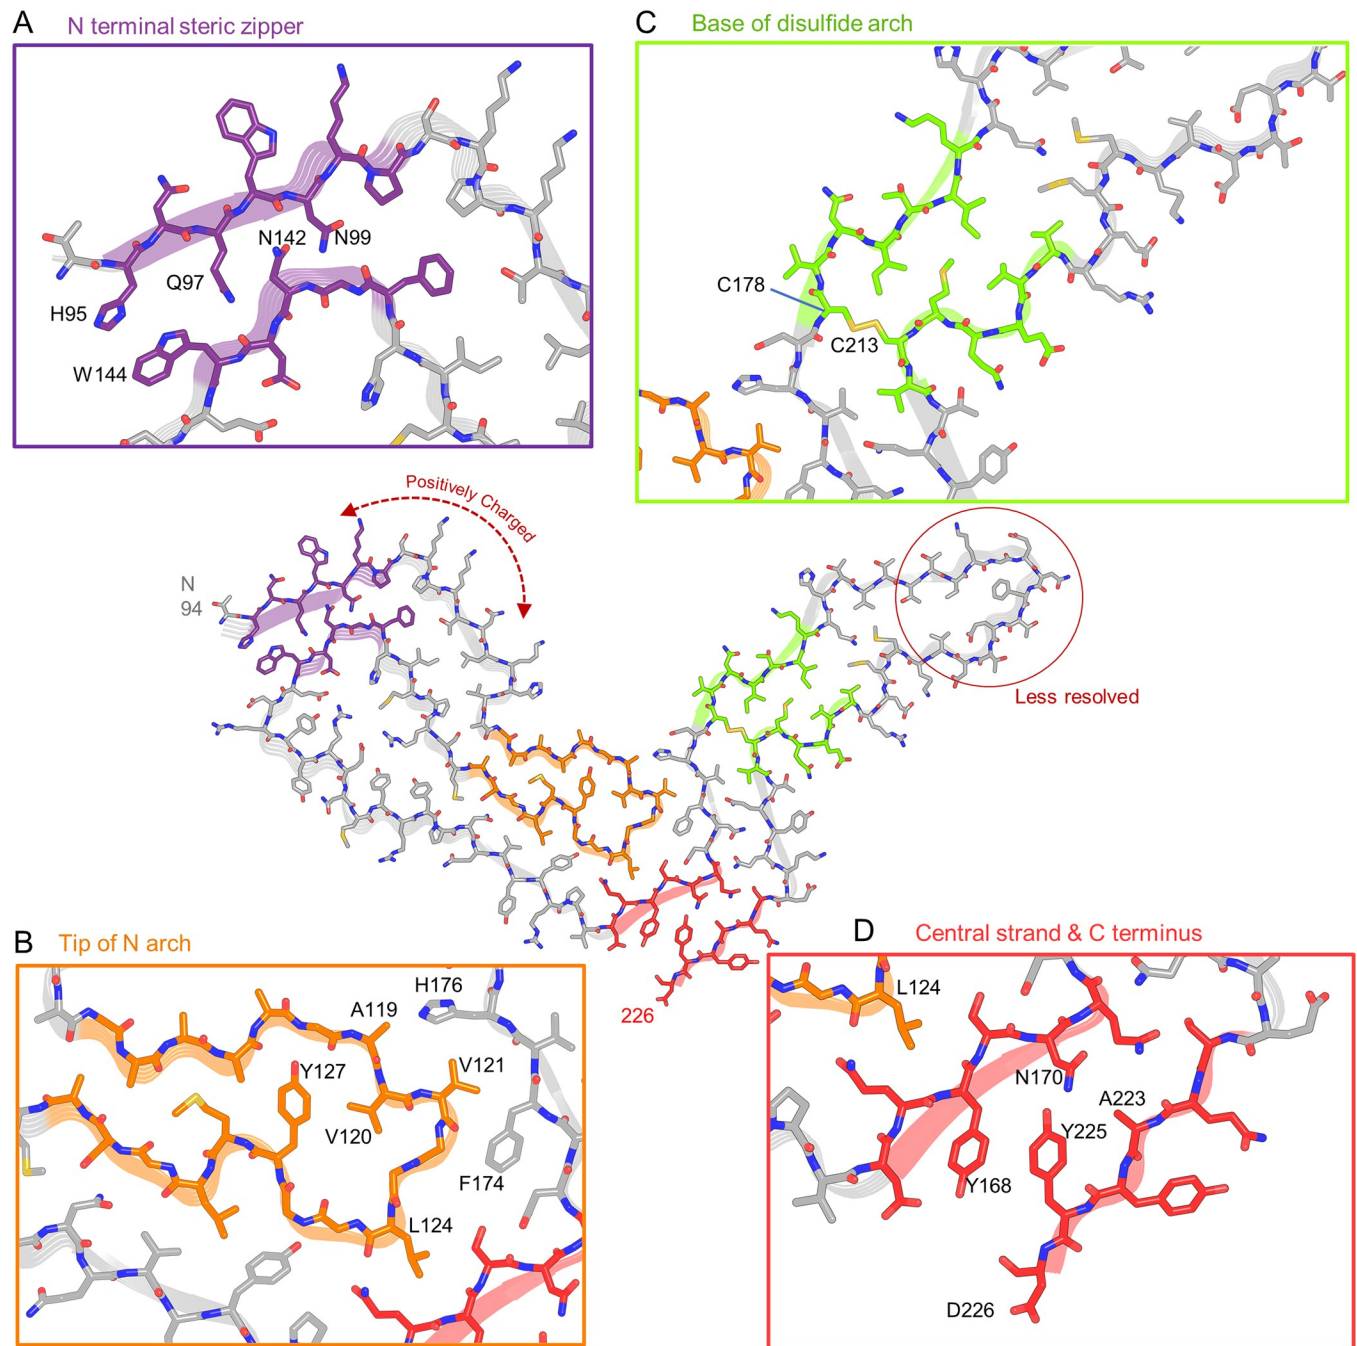 A
N terminal steric zipper
N142
N99
Q97
H95
W144
C
Base of disulfide arch
C178
C213
Positively Charged
N
94
Less resolved
226
B
Tip of N arch
H176
A119
Y127
V121
V120
F174
L124
D
Central strand & C terminus
L124
N170
A223
Y225
Y168
D226